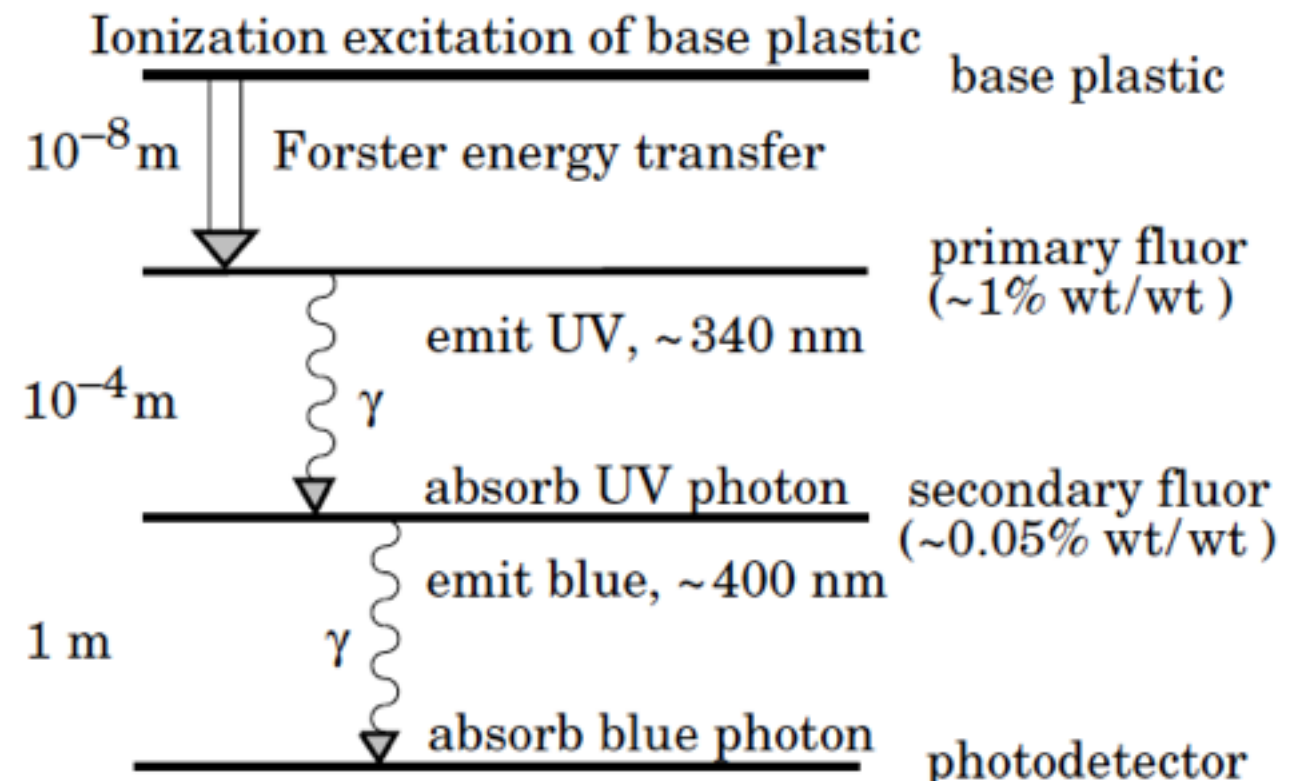 Ionization excitation of base plastic
base plastic
10⁻⁸ m
Forster energy transfer
primary fluor
(~1% wt/wt )
emit UV, ~340 nm
10⁻⁴ m
γ
absorb UV photon
secondary fluor
(~0.05% wt/wt )
emit blue, ~400 nm
1 m
γ
absorb blue photon
photodetector